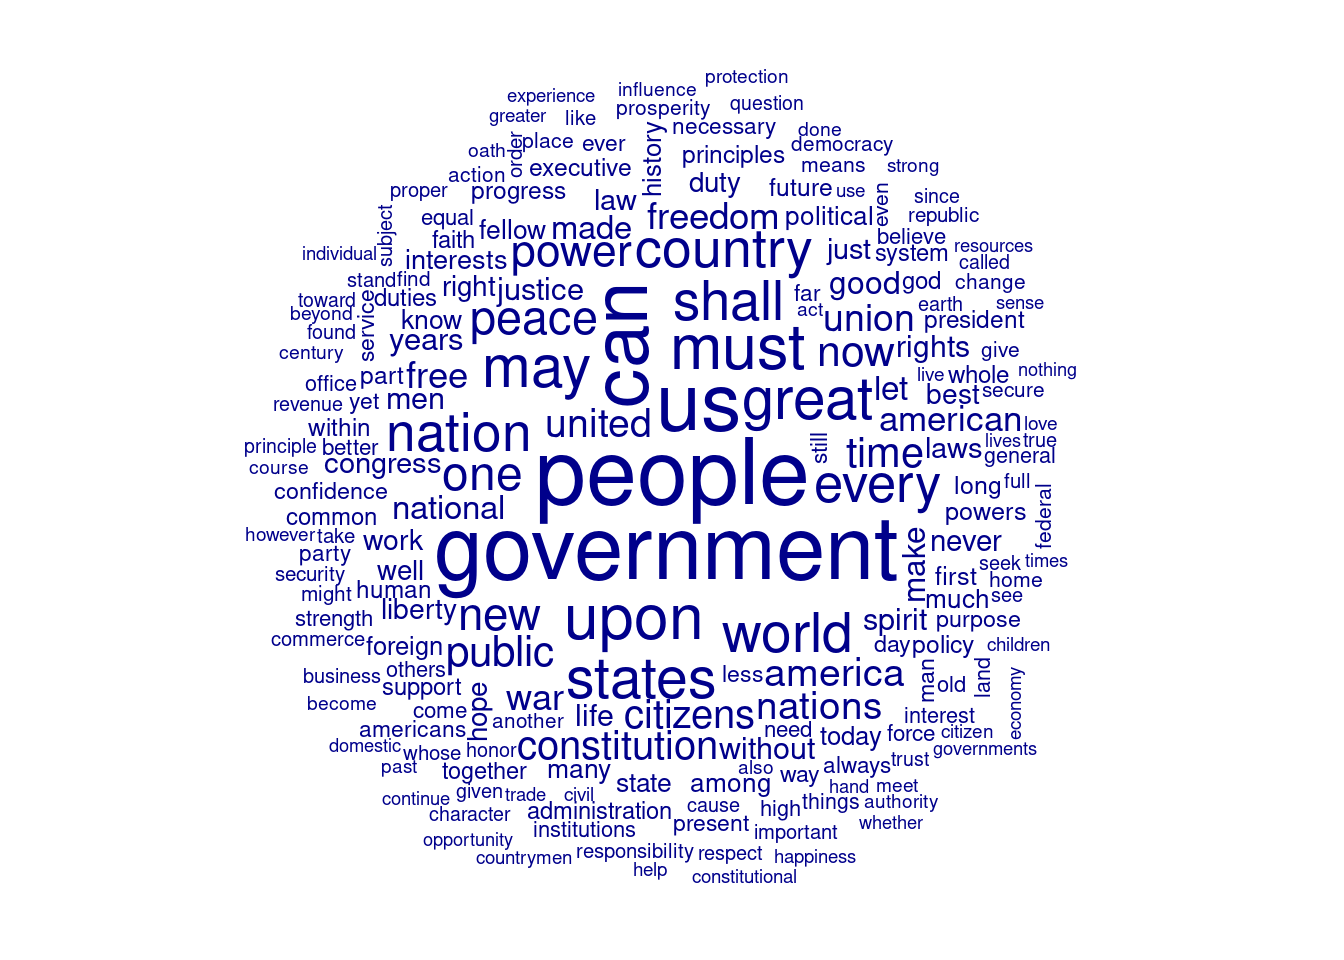 protection
influence
experience
prosperity question
greater like
necessary done
history
order place ever democracy
oath executive principles means strong
action
proper progress duty future use even since
law
subject equal fellow made freedom political republic
faith believe
individual interests power country just system resources
called
stand find right justice can shall far good god change
toward duties
beyond service know peace act union earth sense
found president
century years may must now rights give
office part free live whole nothing
revenue yet men us great let best secure
within nation united american love
principle better still time laws lives true
general
course congress one people every long full
confidence
common national powers federal
however take work government make never
party
security well first seek times
might human home
strength liberty new upon much see
world spirit purpose
commerce foreign public day policy children
business others states less america man old land economy
support
become hope war
come another life citizens nations interest
americans
domestic whose honor constitution without need today force citizen
governments
past together many also way always trust
state among
continue given trade civil hand meet
character administration cause high things authority
institutions present important whether
opportunity
countrymen responsibility respect happiness
help
constitutional